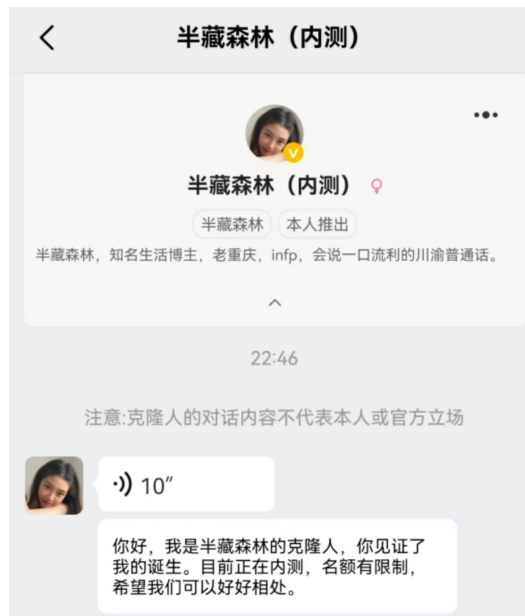 半藏森林（内测）
半藏森林（内测）
半藏森林 本人推出
半藏森林，知名生活博主，老重庆，infp，会说一口流利的川渝普通话。
22:46
注意:克隆人的对话内容不代表本人或官方立场
10″
你好，我是半藏森林的克隆人，你见证了
我的诞生。目前正在内测，名额有限制，
希望我们可以好好相处。